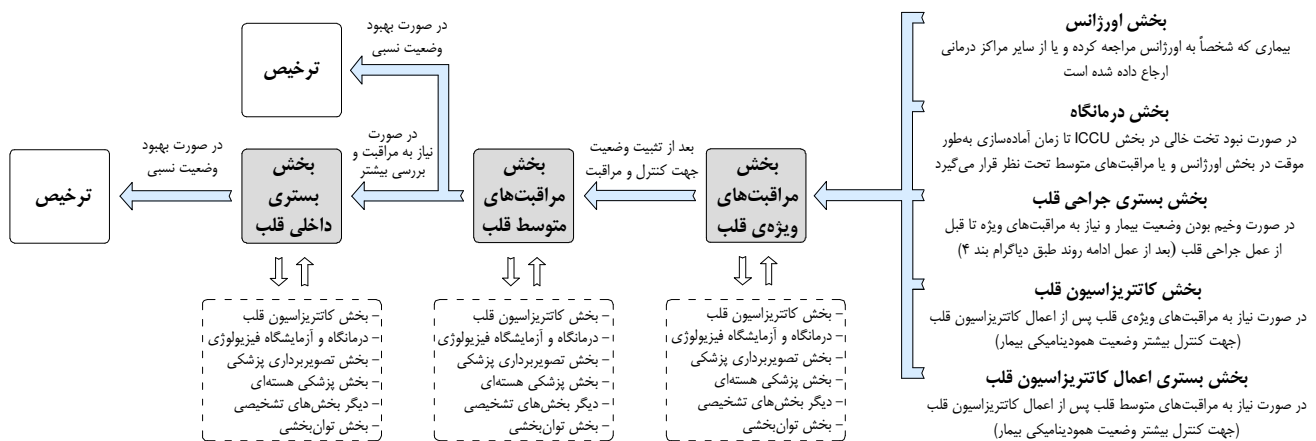 بخش اورژانس
بیماری که شخصاً به اورژانس مراجعه کرده و یا از سایر مراکز درمانی
ارجاع داده شده است
بخش درمانگاه
در صورت نبود تخت خالی در بخش ICCU تا زمان آماده‌سازی به‌طور
موقت در بخش اورژانس و یا مراقبت‌های متوسط تحت نظر قرار می‌گیرد
بخش بستری جراحی قلب
در صورت وخیم بودن وضعیت بیمار و نیاز به مراقبت‌های ویژه تا قبل
از عمل جراحی قلب (بعد از عمل ادامه روند طبق دیاگرام بند ۴)
بخش کاتتریزاسیون قلب
در صورت نیاز به مراقبت‌های ویژه‌ی قلب پس از اعمال کاتتریزاسیون قلب
(جهت کنترل بیشتر وضعیت همودینامیکی بیمار)
بخش بستری اعمال کاتتریزاسیون قلب
در صورت نیاز به مراقبت‌های متوسط قلب پس از اعمال کاتتریزاسیون قلب
(جهت کنترل بیشتر وضعیت همودینامیکی بیمار)
بخش
مراقبت‌های
ویژه‌ی قلب
- بخش کاتتریزاسیون قلب
- درمانگاه و آزمایشگاه فیزیولوژی
- بخش تصویربرداری پزشکی
- بخش پزشکی هسته‌ای
- دیگر بخش‌های تشخیصی
- بخش توان‌بخشی
بعد از تثبیت وضعیت
جهت کنترل و مراقبت
بخش
مراقبت‌های
متوسط قلب
- بخش کاتتریزاسیون قلب
- درمانگاه و آزمایشگاه فیزیولوژی
- بخش تصویربرداری پزشکی
- بخش پزشکی هسته‌ای
- دیگر بخش‌های تشخیصی
- بخش توان‌بخشی
در صورت بهبود
وضعیت نسبی
ترخیص
در صورت
نیاز به مراقبت و
بررسی بیشتر
بخش
بستری
داخلی قلب
- بخش کاتتریزاسیون قلب
- درمانگاه و آزمایشگاه فیزیولوژی
- بخش تصویربرداری پزشکی
- بخش پزشکی هسته‌ای
- دیگر بخش‌های تشخیصی
- بخش توان‌بخشی
در صورت بهبود
وضعیت نسبی
ترخیص